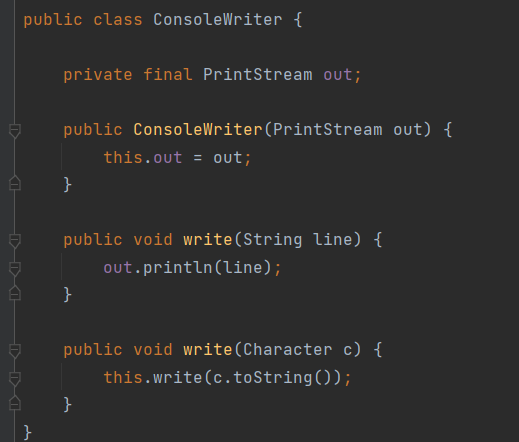 public class ConsoleWriter {
private final PrintStream out;
public ConsoleWriter(PrintStream out) {
this.out = out;
}
public void write(String line) {
out.println(line);
}
public void write(Character c) {
this.write(c.toString());
}
}